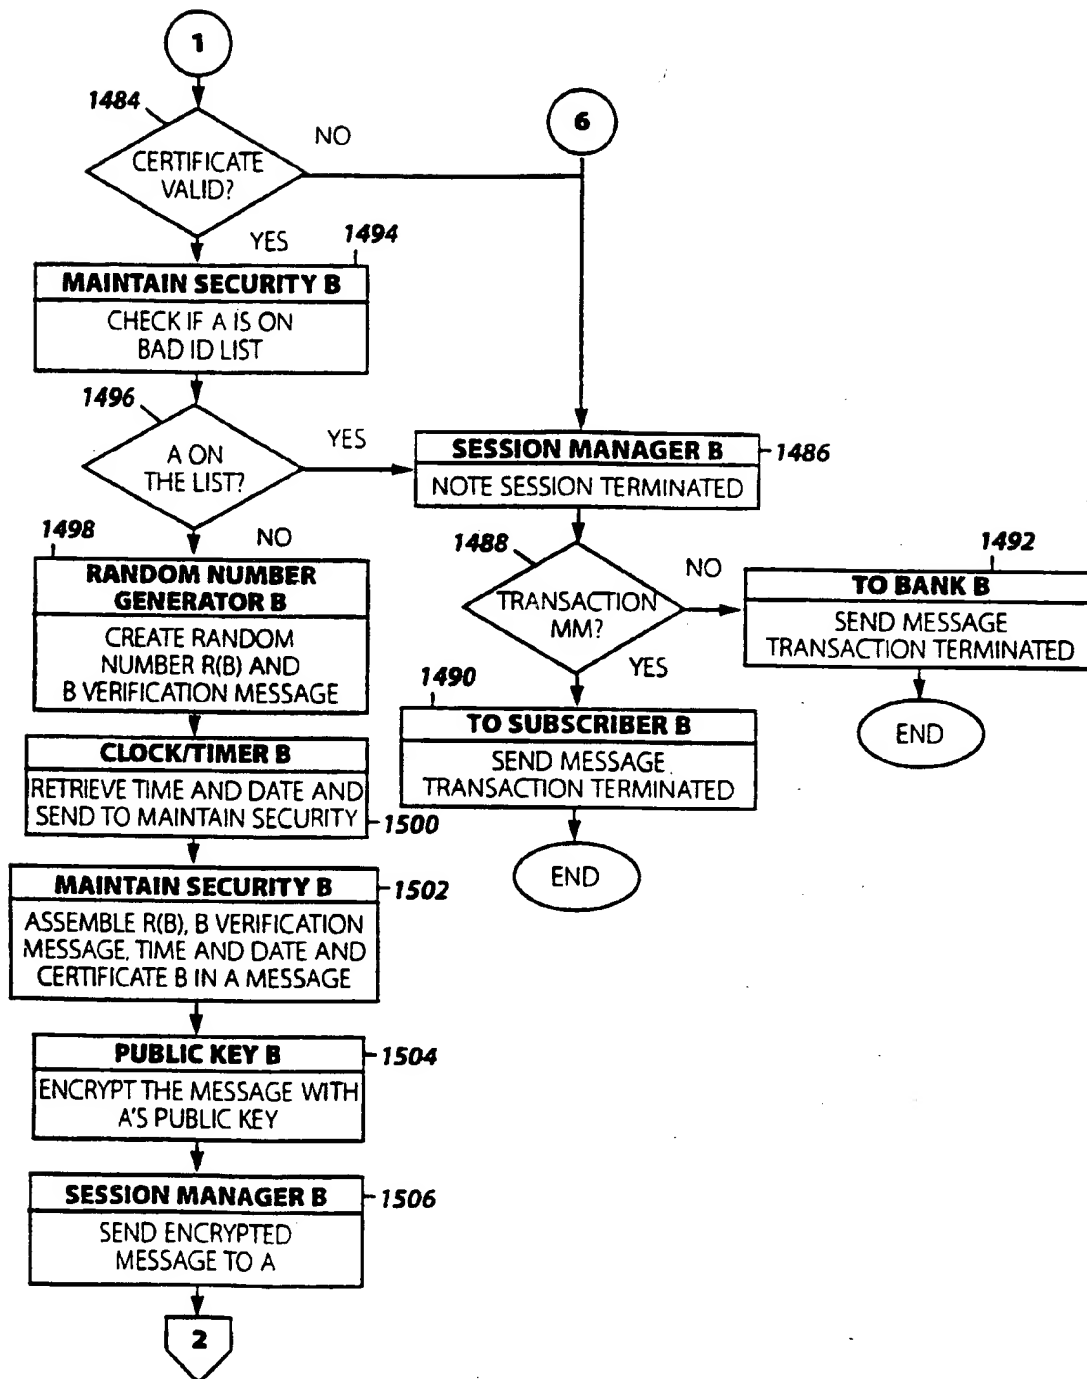 1
1484
CERTIFICATE
VALID?
NO
6
YES
1494
MAINTAIN SECURITY B
CHECK IF A IS ON
BAD ID LIST
1496
A ON
THE LIST?
YES
SESSION MANAGER B
1486
NOTE SESSION TERMINATED
NO
1498
RANDOM NUMBER
GENERATOR B
CREATE RANDOM
NUMBER R(B) AND
B VERIFICATION MESSAGE
1488
TRANSACTION
MM?
NO
1492
TO BANK B
SEND MESSAGE
TRANSACTION TERMINATED
END
YES
1490
TO SUBSCRIBER B
SEND MESSAGE
TRANSACTION TERMINATED
END
CLOCK/TIMER B
RETRIEVE TIME AND DATE AND
SEND TO MAINTAIN SECURITY
1500
MAINTAIN SECURITY B
1502
ASSEMBLE R(B), B VERIFICATION
MESSAGE, TIME AND DATE AND
CERTIFICATE B IN A MESSAGE
PUBLIC KEY B
1504
ENCRYPT THE MESSAGE WITH
A'S PUBLIC KEY
SESSION MANAGER B
1506
SEND ENCRYPTED
MESSAGE TO A
2